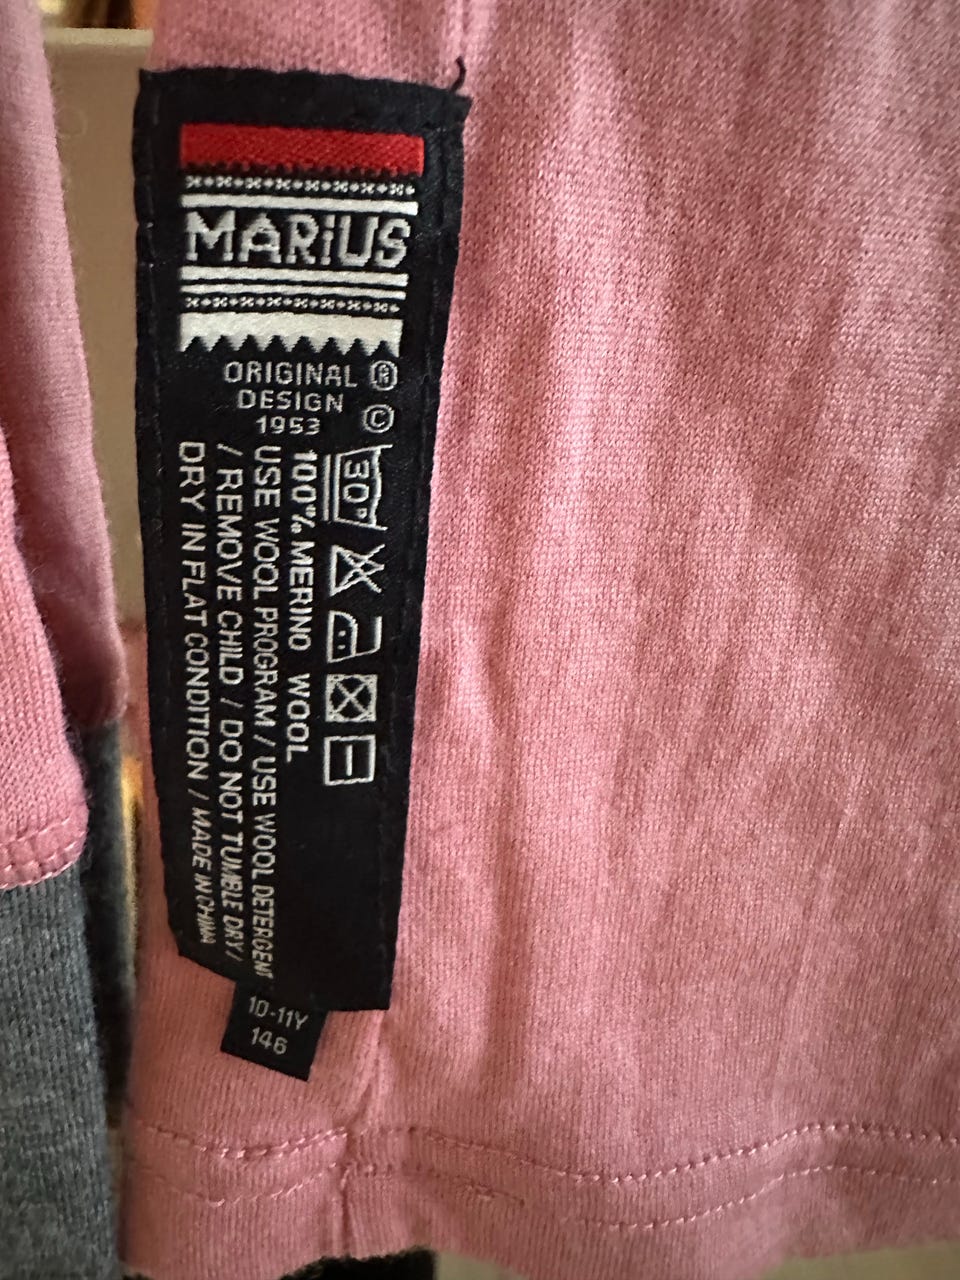 MARiUS
ORIGINAL ®
DESIGN
1953 ©
30°
100% MERINO WOOL
USE WOOL PROGRAM / USE WOOL DETERGENT
/ REMOVE CHILD / DO NOT TUMBLE DRY /
DRY IN FLAT CONDITION / MADE IN CHINA
10-11Y
146